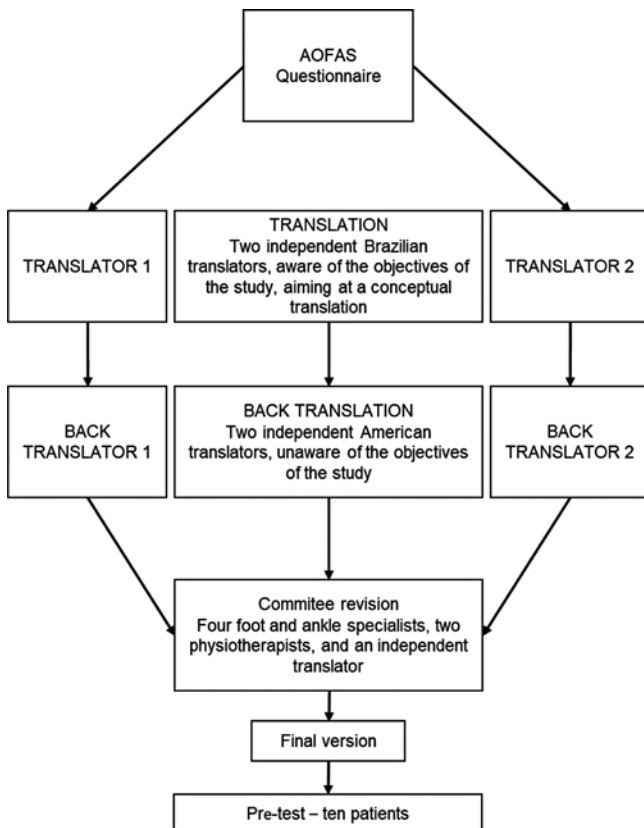 AOFAS
Questionnaire
TRANSLATOR 1
TRANSLATION
Two independent Brazilian
translators, aware of the objectives of
the study, aiming at a conceptual
translation
TRANSLATOR 2
BACK
TRANSLATOR 1
BACK TRANSLATION
Two independent American
translators, unaware of the objectives
of the study
BACK
TRANSLATOR 2
Commitee revision
Four foot and ankle specialists, two
physiotherapists, and an independent
translator
Final version
Pre-test – ten patients